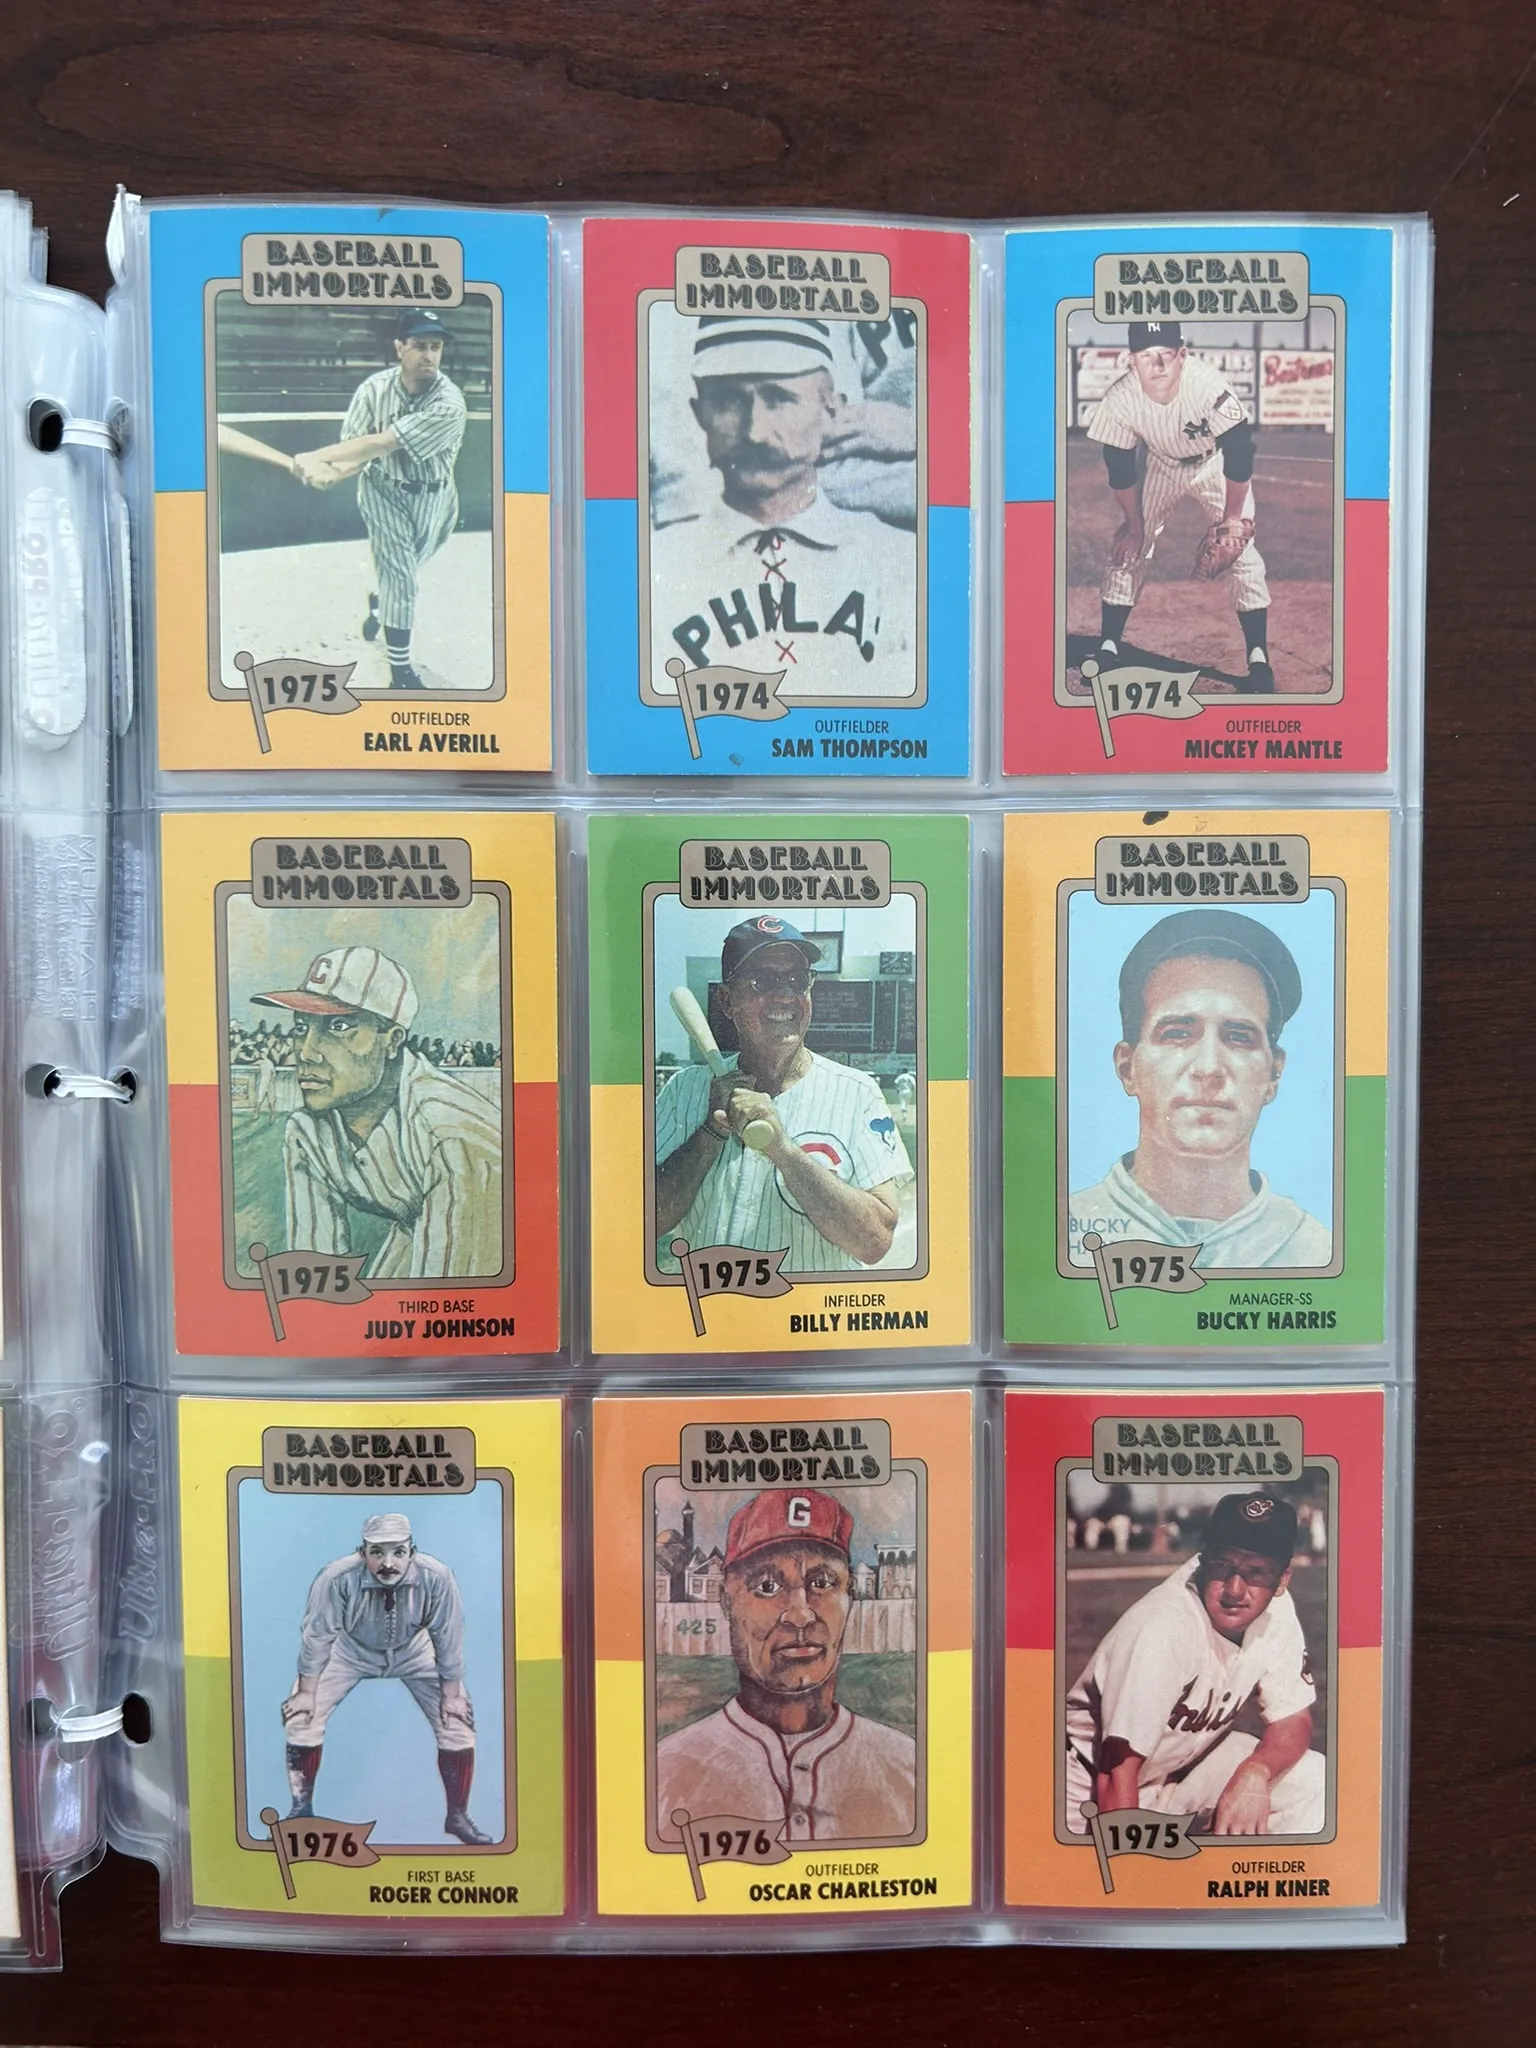 BASEBALL
IMMORTALS
1975
OUTFIELDER
EARL AVERILL
BASEBALL
IMMORTALS
PHILA.
1974
OUTFIELDER
SAM THOMPSON
BASEBALL
IMMORTALS
NY
1974
OUTFIELDER
MICKEY MANTLE
BASEBALL
IMMORTALS
C
1975
THIRD BASE
JUDY JOHNSON
BASEBALL
IMMORTALS
C
C
1975
INFIELDER
BILLY HERMAN
BASEBALL
IMMORTALS
BUCKY
1975
MANAGER-SS
BUCKY HARRIS
BASEBALL
IMMORTALS
1976
FIRST BASE
ROGER CONNOR
BASEBALL
IMMORTALS
G
425
1976
OUTFIELDER
OSCAR CHARLESTON
BASEBALL
IMMORTALS
1975
OUTFIELDER
RALPH KINER
Ultra·PRO